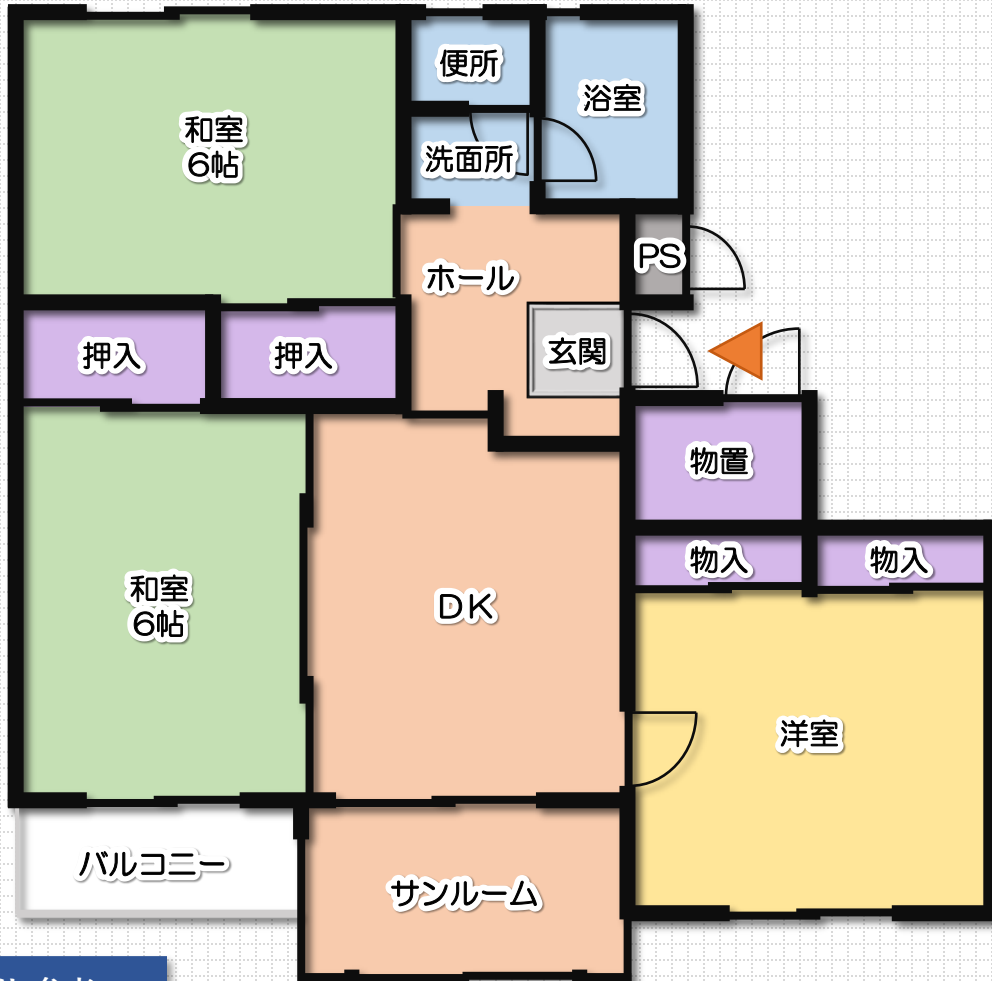 便所
和室
6帖
浴室
洗面所
ホール
PS
押入
押入
玄関
物置
物入
物入
和室
6帖
DK
洋室
バルコニー
サンルーム